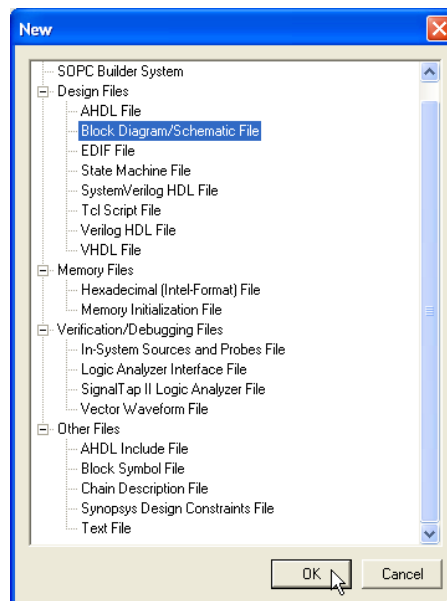 New
SOPC Builder System
Design Files
AHDL File
Block Diagram/Schematic File
EDIF File
State Machine File
SystemVerilog HDL File
Tcl Script File
Verilog HDL File
VHDL File
Memory Files
Hexadecimal (Intel-Format) File
Memory Initialization File
Verification/Debugging Files
In-System Sources and Probes File
Logic Analyzer Interface File
SignalTap II Logic Analyzer File
Vector Waveform File
Other Files
AHDL Include File
Block Symbol File
Chain Description File
Synopsys Design Constraints File
Text File
OK Cancel